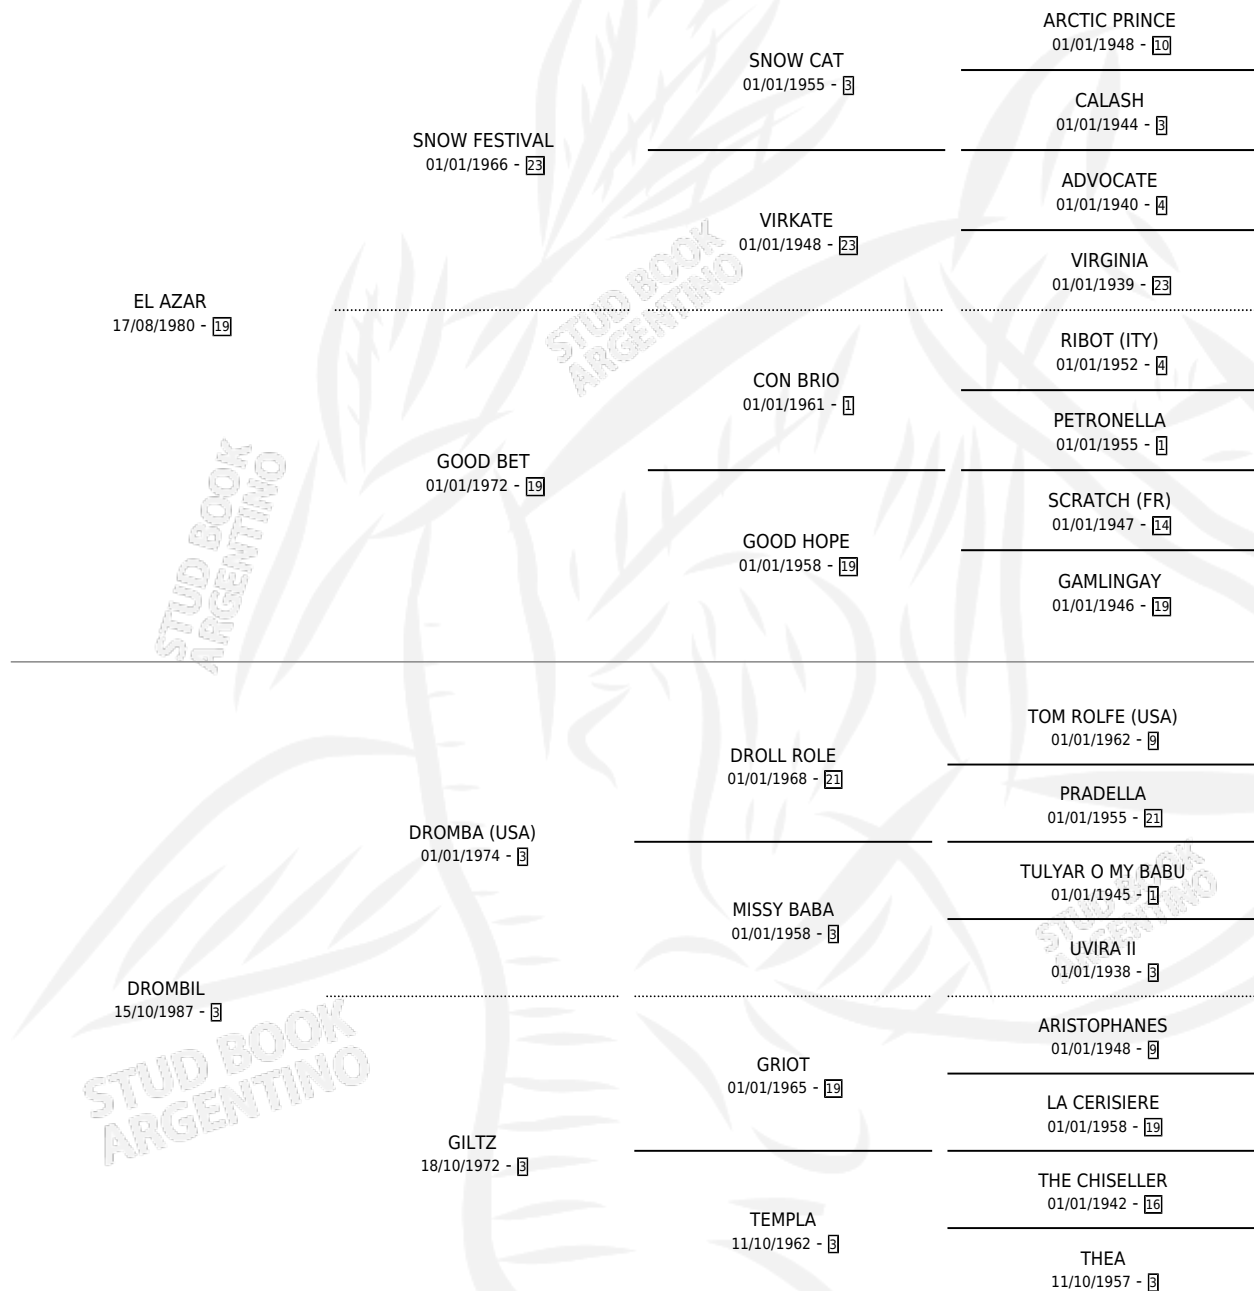 ARCTIC PRINCE
01/01/1948 - 10
SNOW CAT
01/01/1955 - 3
CALASH
01/01/1944 - 3
SNOW FESTIVAL
01/01/1966 - 23
ADVOCATE
01/01/1940 - 4
VIRKATE
01/01/1948 - 23
VIRGINIA
01/01/1939 - 23
EL AZAR
17/08/1980 - 19
RIBOT (ITY)
01/01/1952 - 4
CON BRIO
01/01/1961 - 1
PETRONELLA
01/01/1955 - 1
GOOD BET
01/01/1972 - 19
SCRATCH (FR)
01/01/1947 - 14
GOOD HOPE
01/01/1958 - 19
GAMLINGAY
01/01/1946 - 19
STUD BOOK
ARGENTINO
STUD BOOK
ARGENTINO
TOM ROLFE (USA)
01/01/1962 - 9
DROLL ROLE
01/01/1968 - 21
PRADELLA
01/01/1955 - 21
DROMBA (USA)
01/01/1974 - 3
TULYAR O MY BABU
01/01/1945 - 1
MISSY BABA
01/01/1958 - 3
UVIRA II
01/01/1938 - 3
DROMBIL
15/10/1987 - 3
ARISTOPHANES
01/01/1948 - 9
GRIOT
01/01/1965 - 19
LA CERISIERE
01/01/1958 - 19
GILTZ
18/10/1972 - 3
THE CHISELLER
01/01/1942 - 16
TEMPLA
11/10/1962 - 3
THEA
11/10/1957 - 3
STUD BOOK
ARGENTINO
STUD BOOK
ARGENTINO